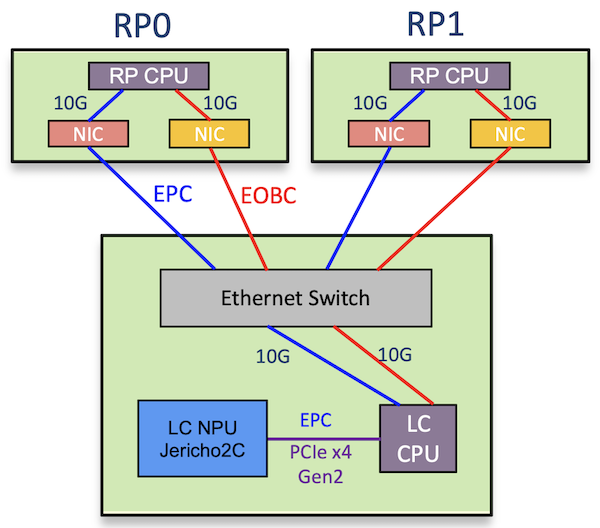 RP0
RP1
RP CPU
10G
10G
NIC
NIC
RP CPU
10G
10G
NIC
NIC
EPC
EOBC
Ethernet Switch
10G
10G
LC NPU
Jericho2C
EPC
PCIe x4
Gen2
LC
CPU